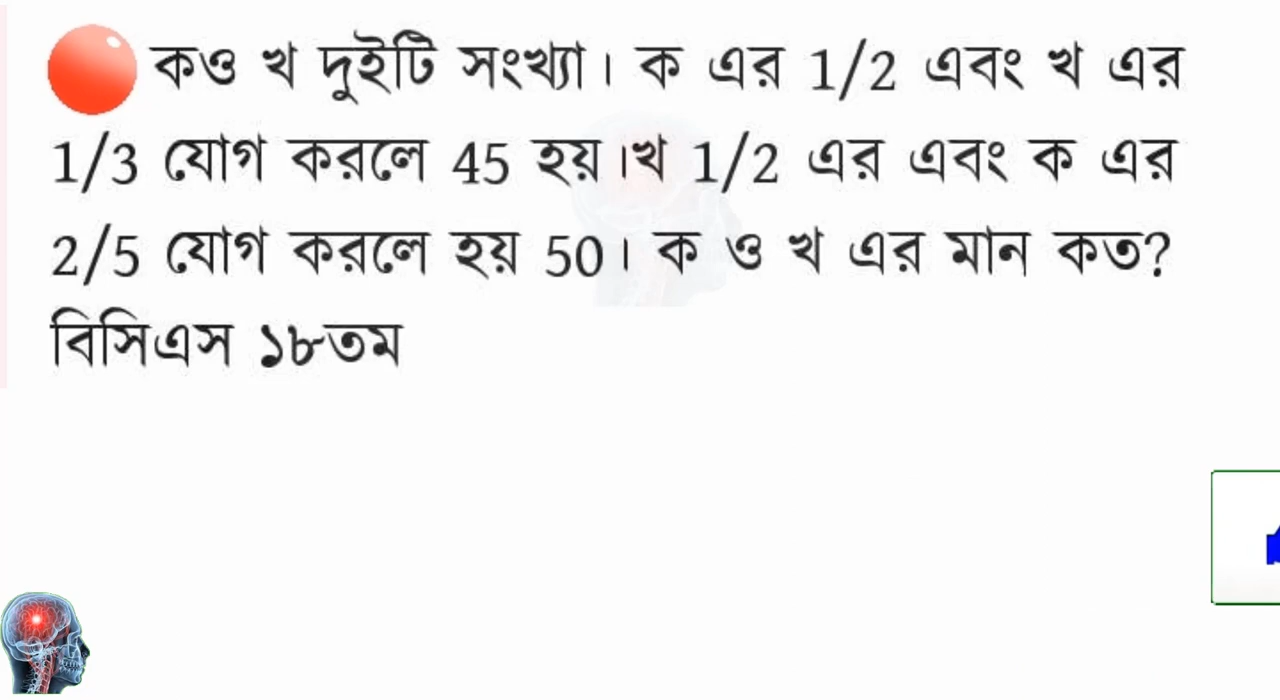 কও খ দুইটি সংখ্যা। ক এর 1/2 এবং খ এর
1/3 যোগ করলে 45 হয়।খ 1/2 এর এবং ক এর
2/5 যোগ করলে হয় 50। ক ও খ এর মান কত?
বিসিএস ১৮তম